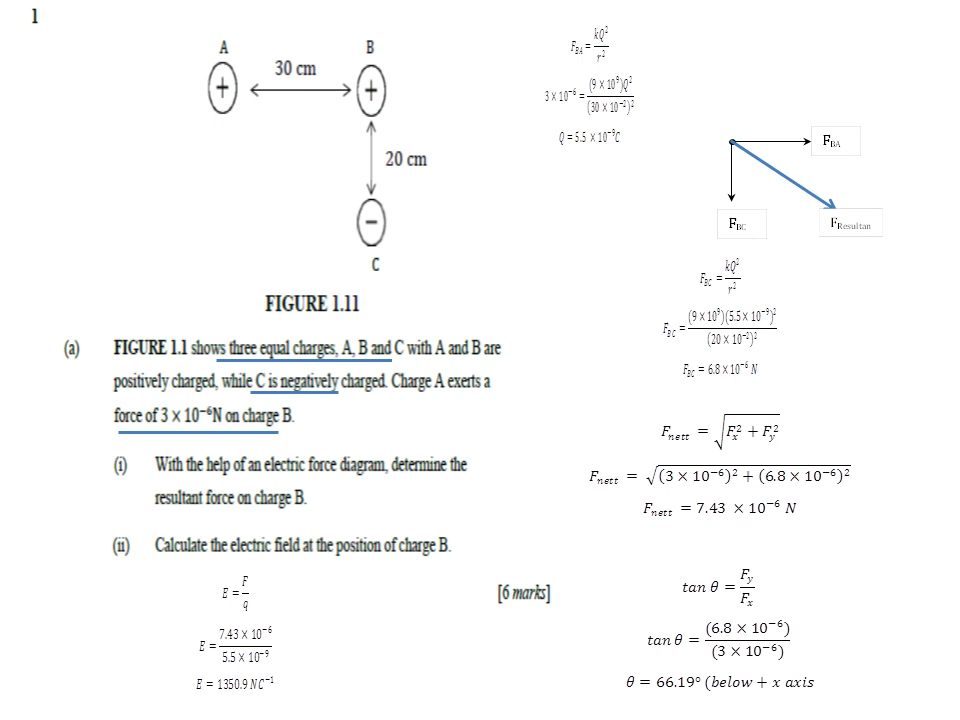 1
A
B
30 cm
+
+
20 cm
−
C
FIGURE 1.11
(a) FIGURE 1.1 shows three equal charges, A, B and C with A and B are
positively charged, while C is negatively charged. Charge A exerts a
force of 3 × 10⁻⁶N on charge B.
(i) With the help of an electric force diagram, determine the
resultant force on charge B.
(ii) Calculate the electric field at the position of charge B.
[6 marks]
E = F/q
E = 7.43 × 10⁻⁶ / 5.5 × 10⁻⁹
E = 1350.9 NC⁻¹
F_BA = kQ²/r²
3 × 10⁻⁶ = (9 × 10⁹)Q² / (30 × 10⁻²)²
Q = 5.5 × 10⁻⁹C
F_BA
F_BC
F_Resultan
F_BC = kQ²/r²
F_BC = (9 × 10⁹)(5.5 × 10⁻⁹)² / (20 × 10⁻²)²
F_BC = 6.8 × 10⁻⁶ N
F_nett = √(F_x² + F_y²)
F_nett = √((3 × 10⁻⁶)² + (6.8 × 10⁻⁶)²)
F_nett = 7.43 × 10⁻⁶ N
tan θ = F_y/F_x
tan θ = (6.8 × 10⁻⁶) / (3 × 10⁻⁶)
θ = 66.19° (below + x axis